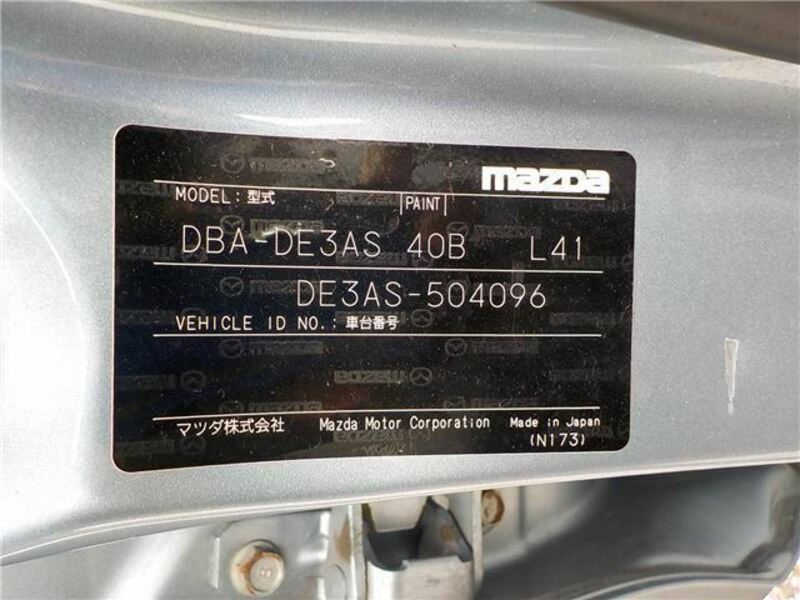 mazda
MODEL: 型式 PAINT
DBA-DE3AS 40B L41
DE3AS-504096
VEHICLE ID NO.: 車台番号
マツダ株式会社 Mazda Motor Corporation Made in Japan
(N173)